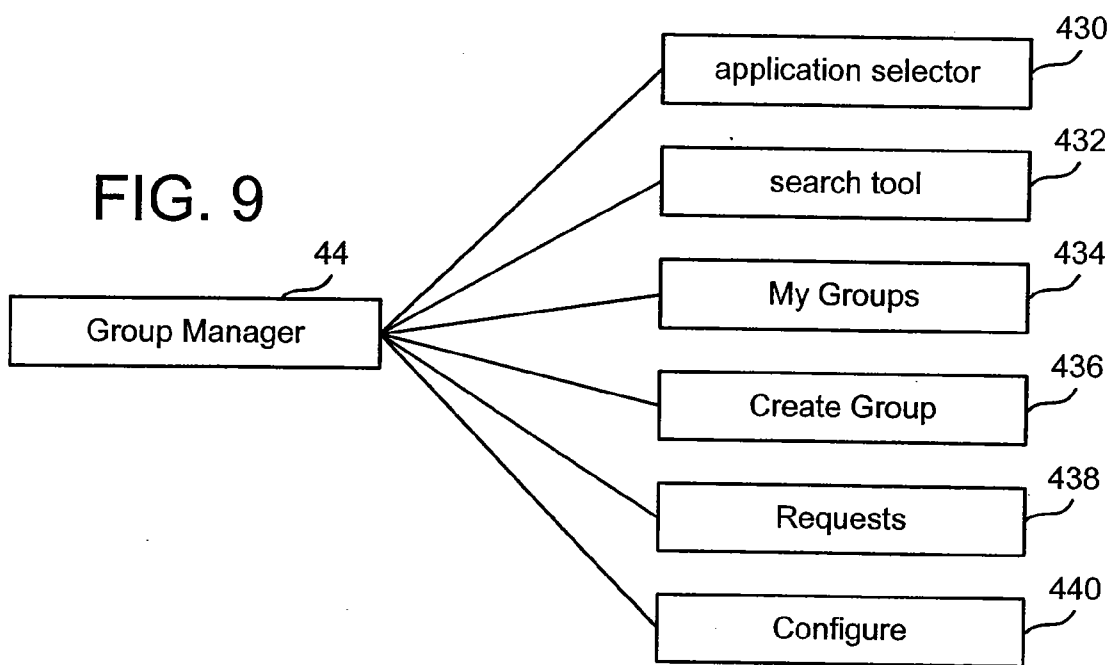 430
application selector
432
search tool
FIG. 9
44
Group Manager
434
My Groups
436
Create Group
438
Requests
440
Configure